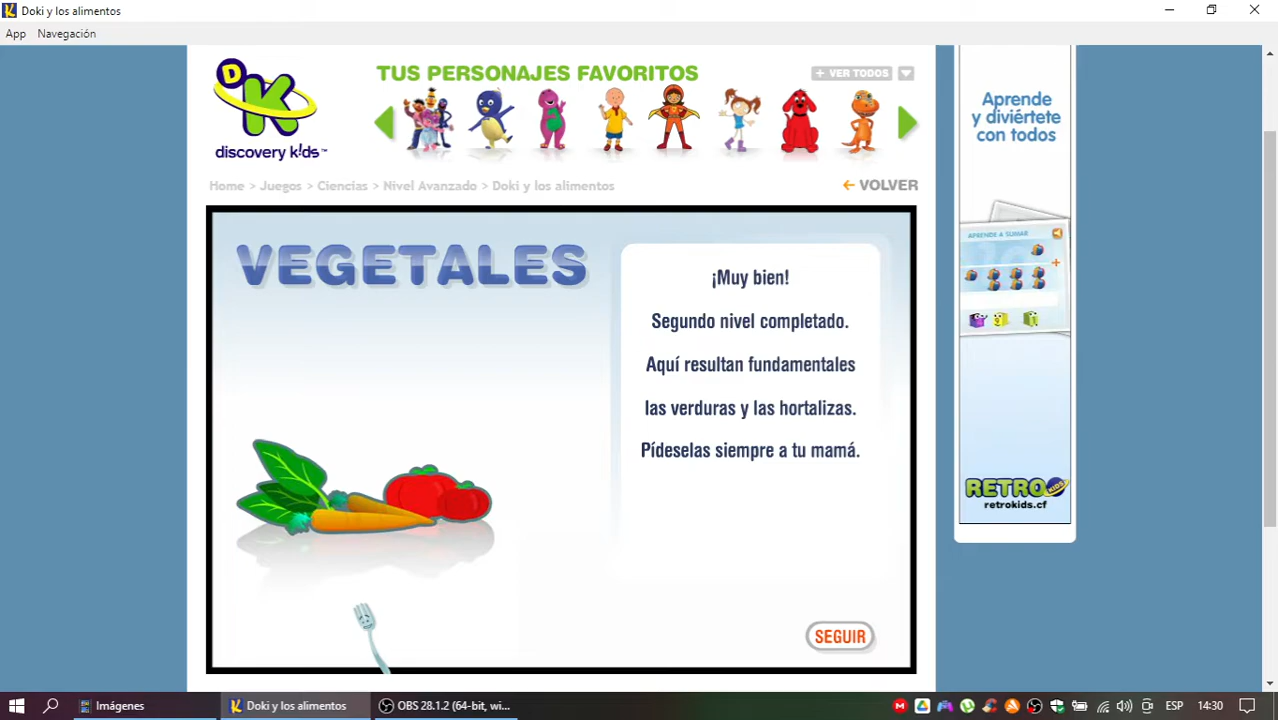 Doki y los alimentos
App Navegación
DK
discovery kids™
TUS PERSONAJES FAVORITOS
+ VER TODOS
Home > Juegos > Ciencias > Nivel Avanzado > Doki y los alimentos
← VOLVER
VEGETALES
¡Muy bien!
Segundo nivel completado.
Aquí resultan fundamentales
las verduras y las hortalizas.
Pídeselas siempre a tu mamá.
SEGUIR
Aprende
y diviértete
con todos
APRENDE A SUMAR
+
RETRO KIDS
retrokids.cf
Imágenes
Doki y los alimentos
OBS 28.1.2 (64-bit, wi...
ESP
14:30